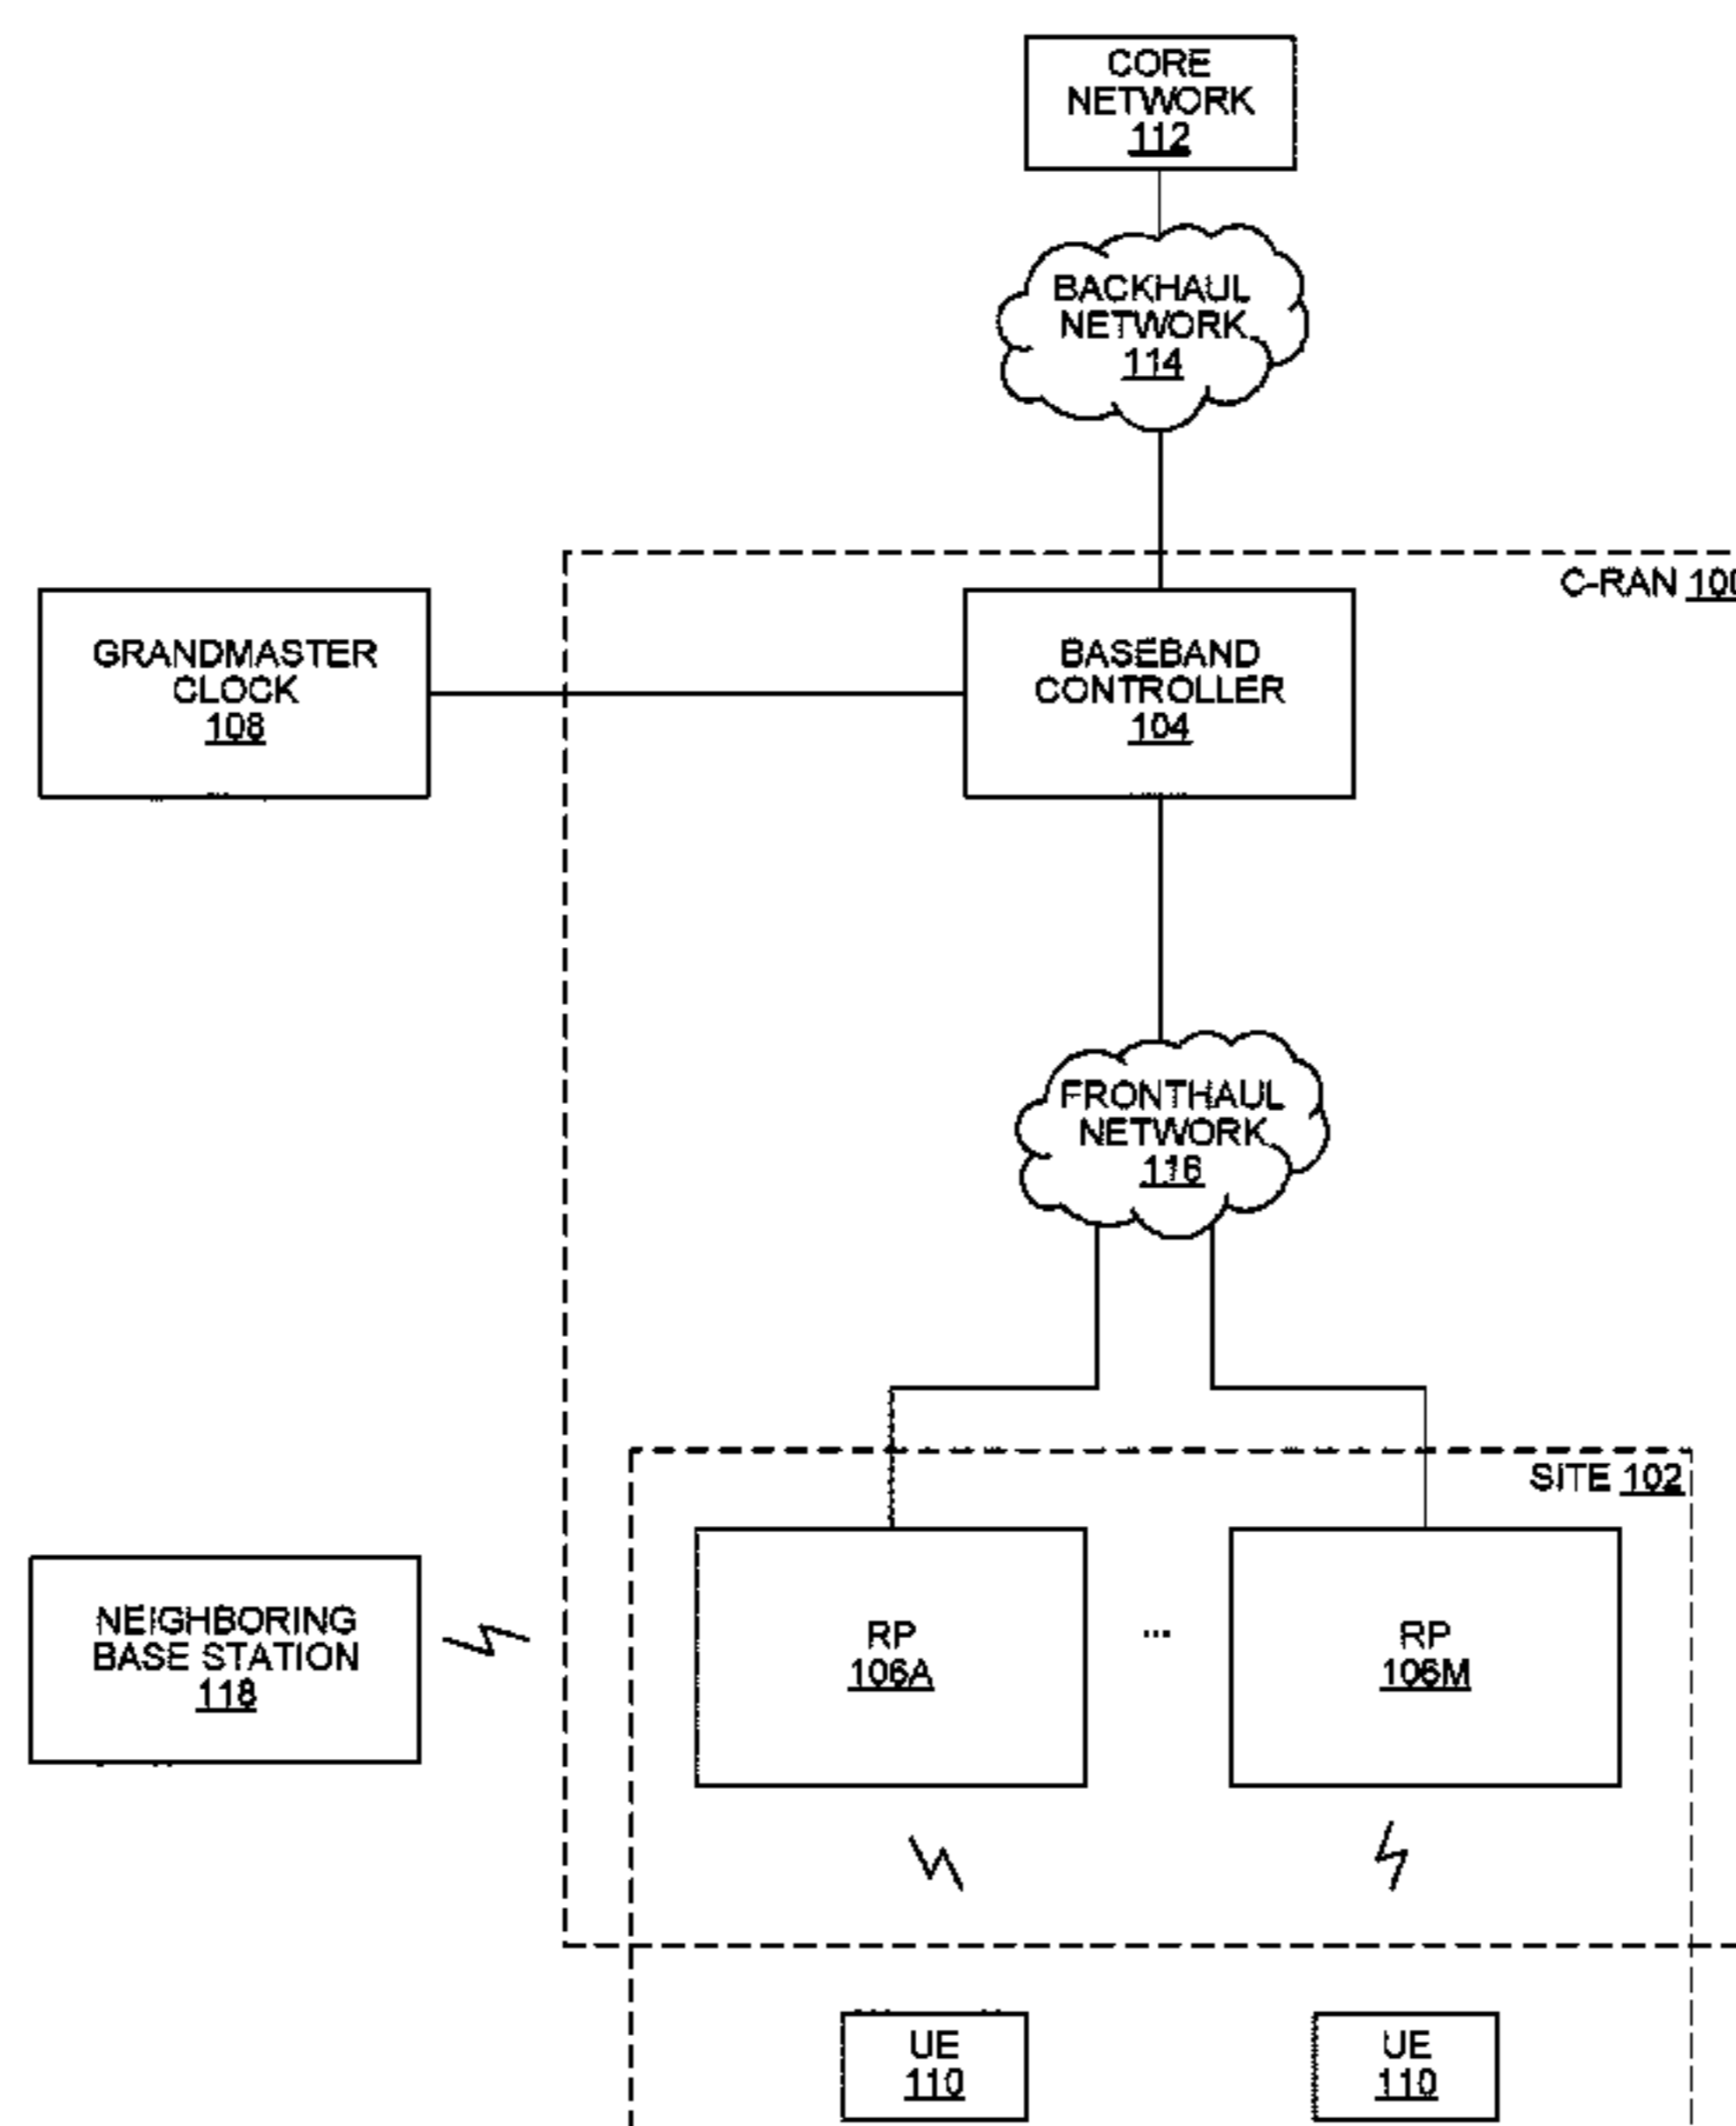 CORE
NETWORK
112
BACKHAUL
NETWORK
114
C-RAN 100
GRANDMASTER
CLOCK
108
BASEBAND
CONTROLLER
104
FRONTHAUL
NETWORK
116
SITE 102
NEIGHBORING
BASE STATION
118
RP
106A
...
RP
106M
UE
110
UE
110